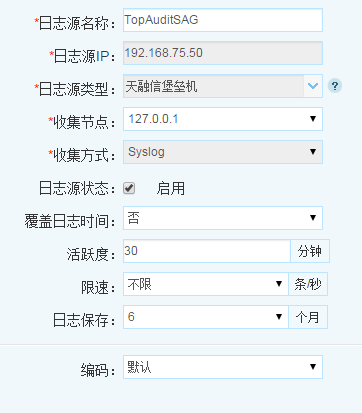 *日志源名称： TopAuditSAG
*日志源IP： 192.168.75.50
*日志源类型： 天融信堡垒机 ?
*收集节点： 127.0.0.1
*收集方式： Syslog
日志源状态： 启用
覆盖日志时间： 否
活跃度： 30 分钟
限速： 不限 条/秒
日志保存： 6 个月
编码： 默认